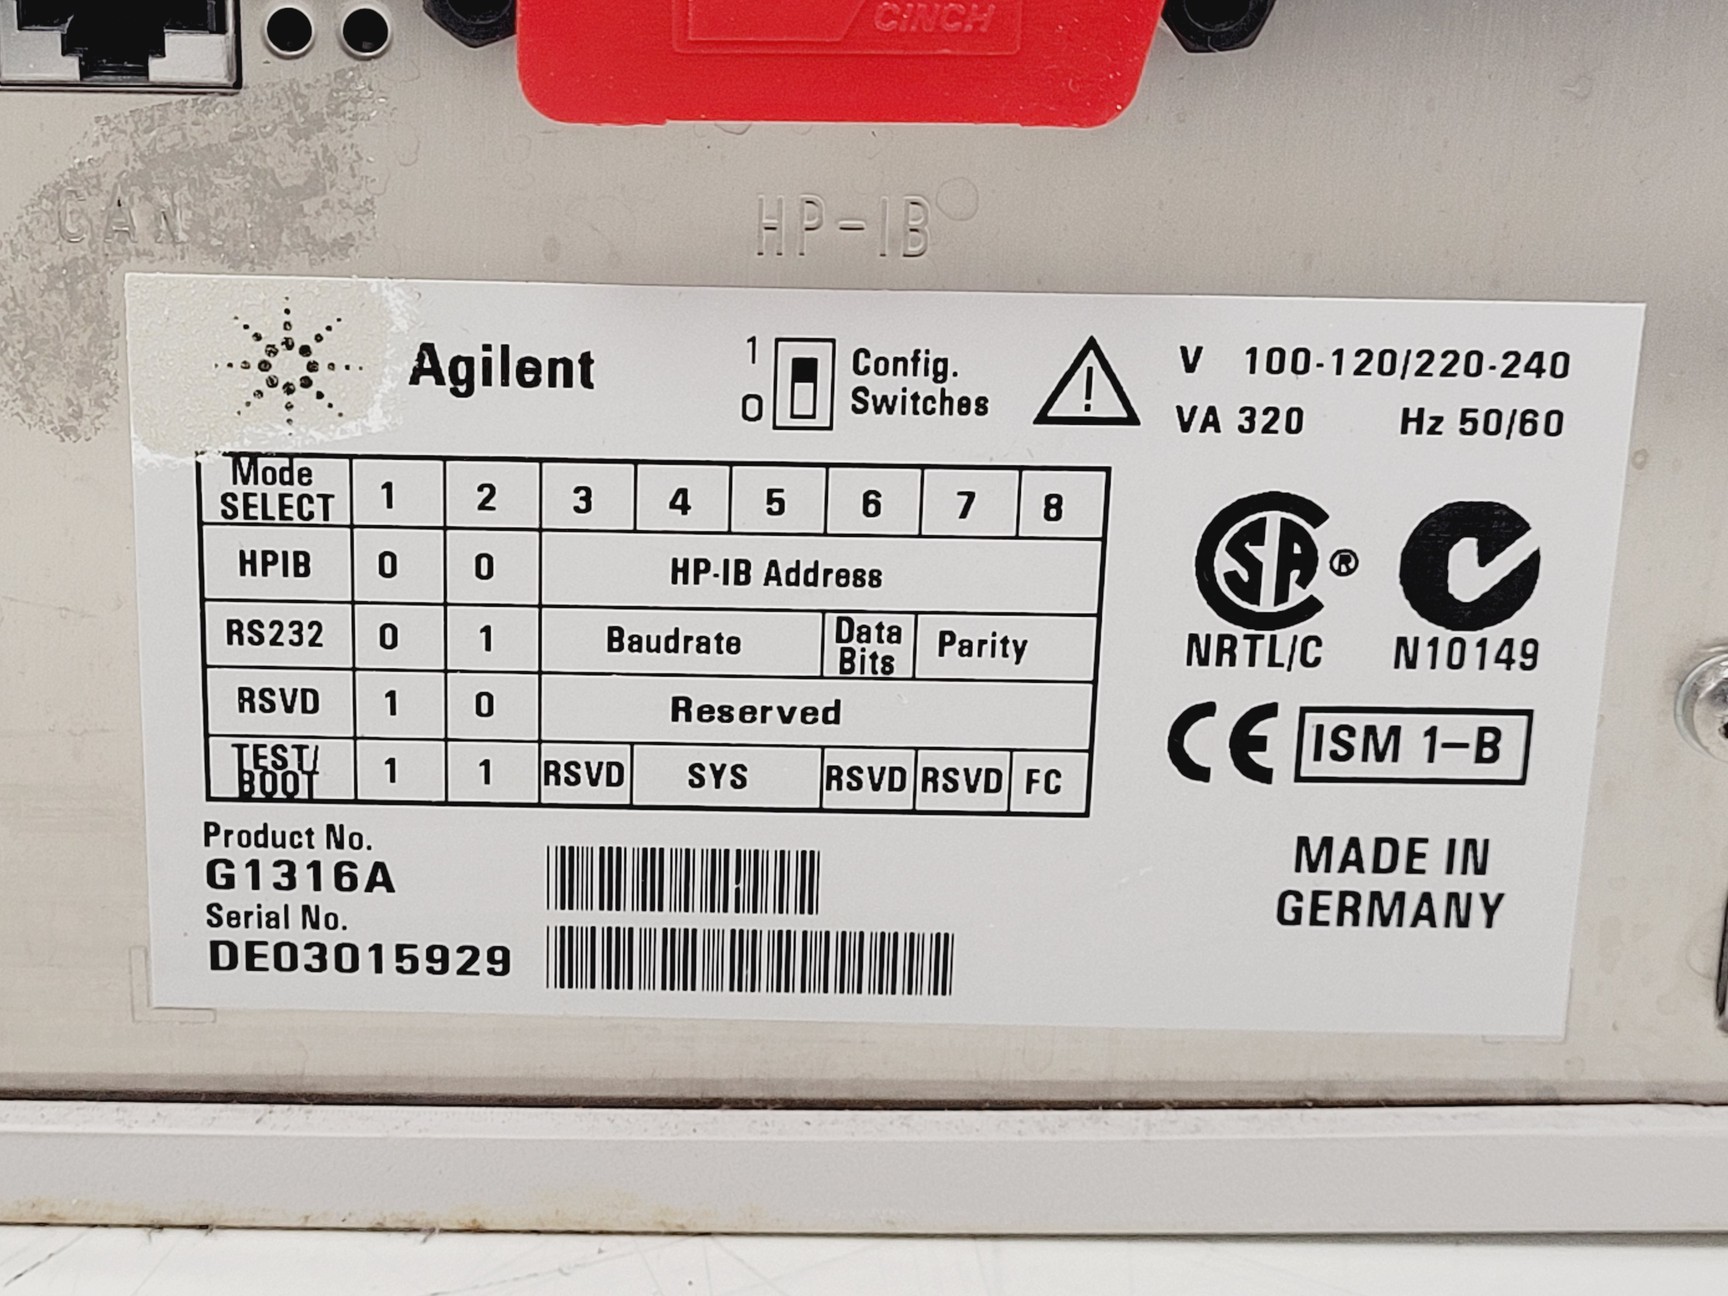 CiNCH
CAN
HP-IB
Agilent
1
0
Config.
Switches
V 100-120/220-240
VA 320 Hz 50/60
Mode SELECT 1 2 3 4 5 6 7 8
HPIB 0 0 HP-IB Address
RS232 0 1 Baudrate Data Bits Parity
RSVD 1 0 Reserved
TEST/BOOT 1 1 RSVD SYS RSVD RSVD FC
SA ®
NRTL/C
N10149
CE ISM 1-B
Product No.
G1316A
Serial No.
DE03015929
MADE IN
GERMANY